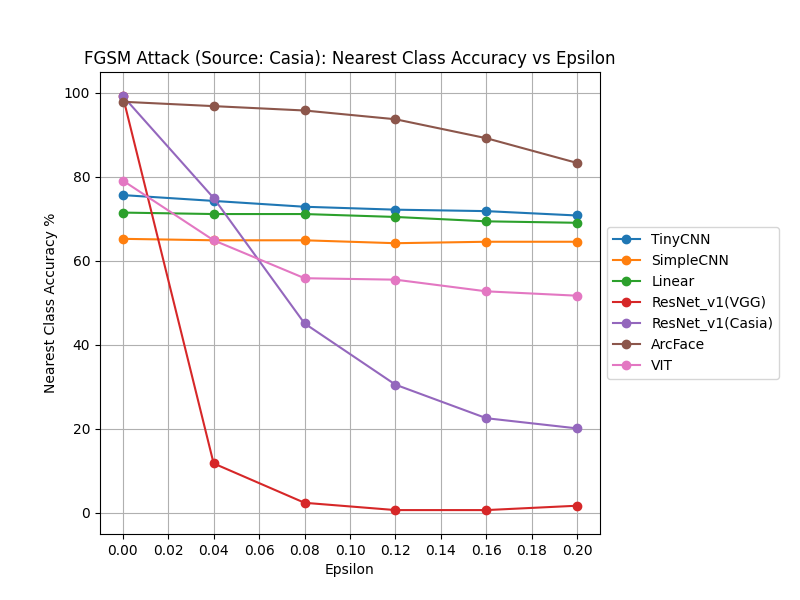 FGSM Attack (Source: Casia): Nearest Class Accuracy vs Epsilon
Nearest Class Accuracy %
100
80
60
40
20
0
0.00 0.02 0.04 0.06 0.08 0.10 0.12 0.14 0.16 0.18 0.20
Epsilon
TinyCNN
SimpleCNN
Linear
ResNet_v1(VGG)
ResNet_v1(Casia)
ArcFace
VIT